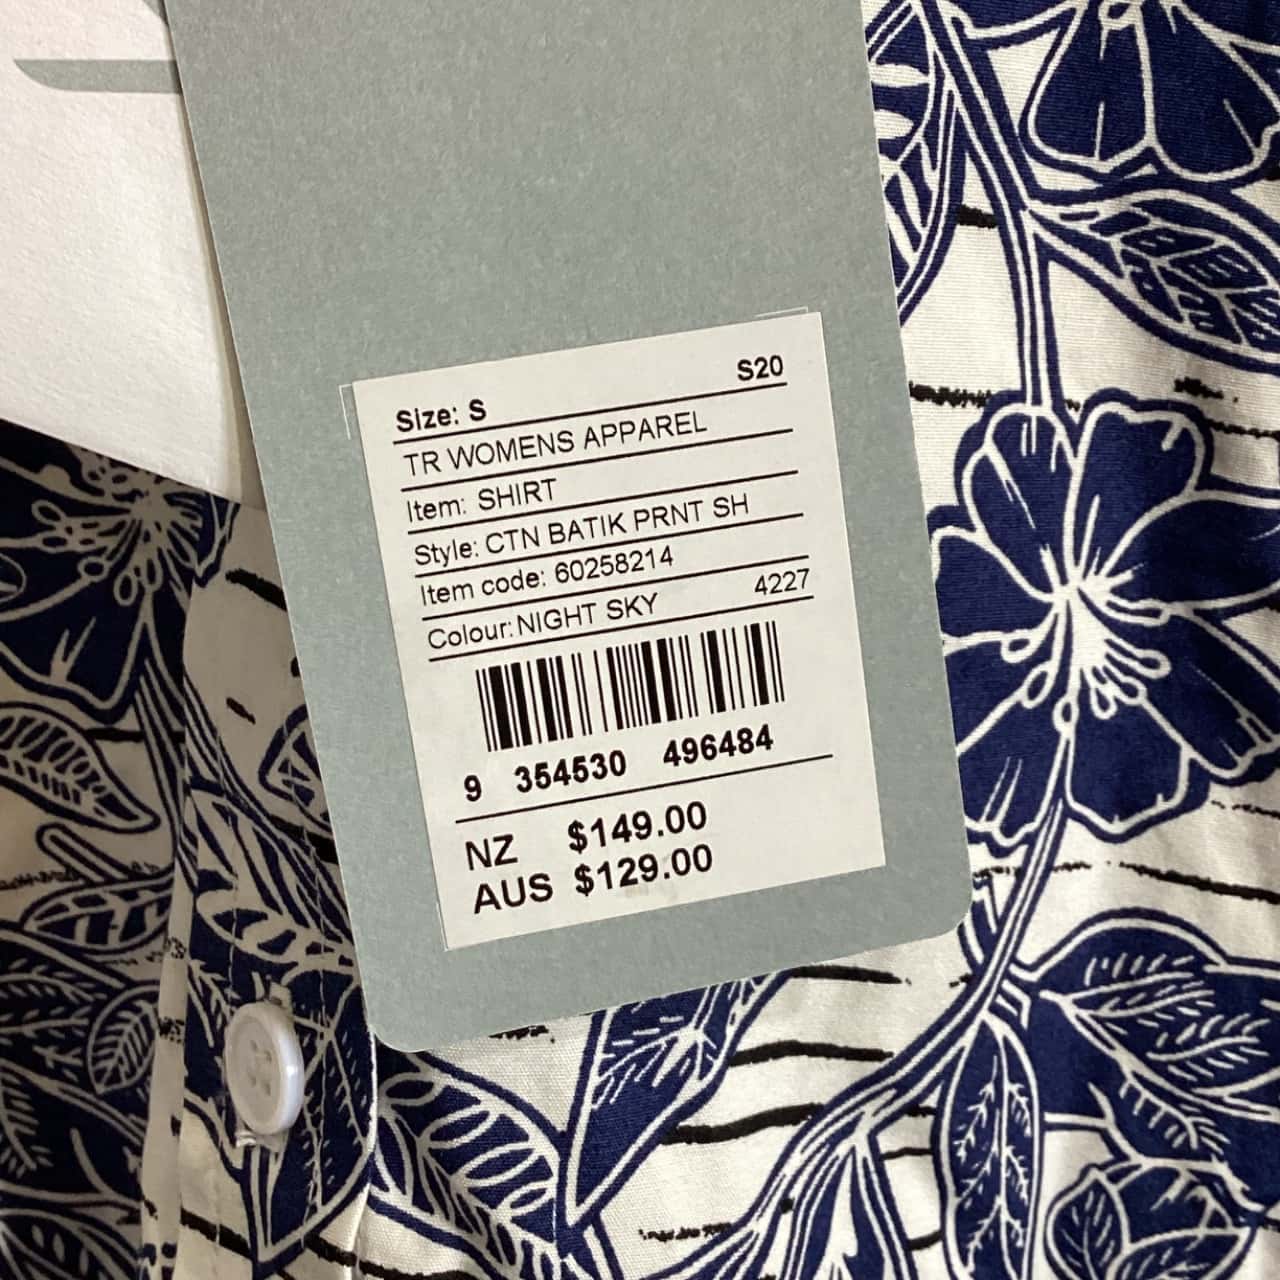 Size: S S20
TR WOMENS APPAREL
Item: SHIRT
Style: CTN BATIK PRNT SH
Item code: 60258214
Colour: NIGHT SKY 4227
9 354530 496484
NZ $149.00
AUS $129.00